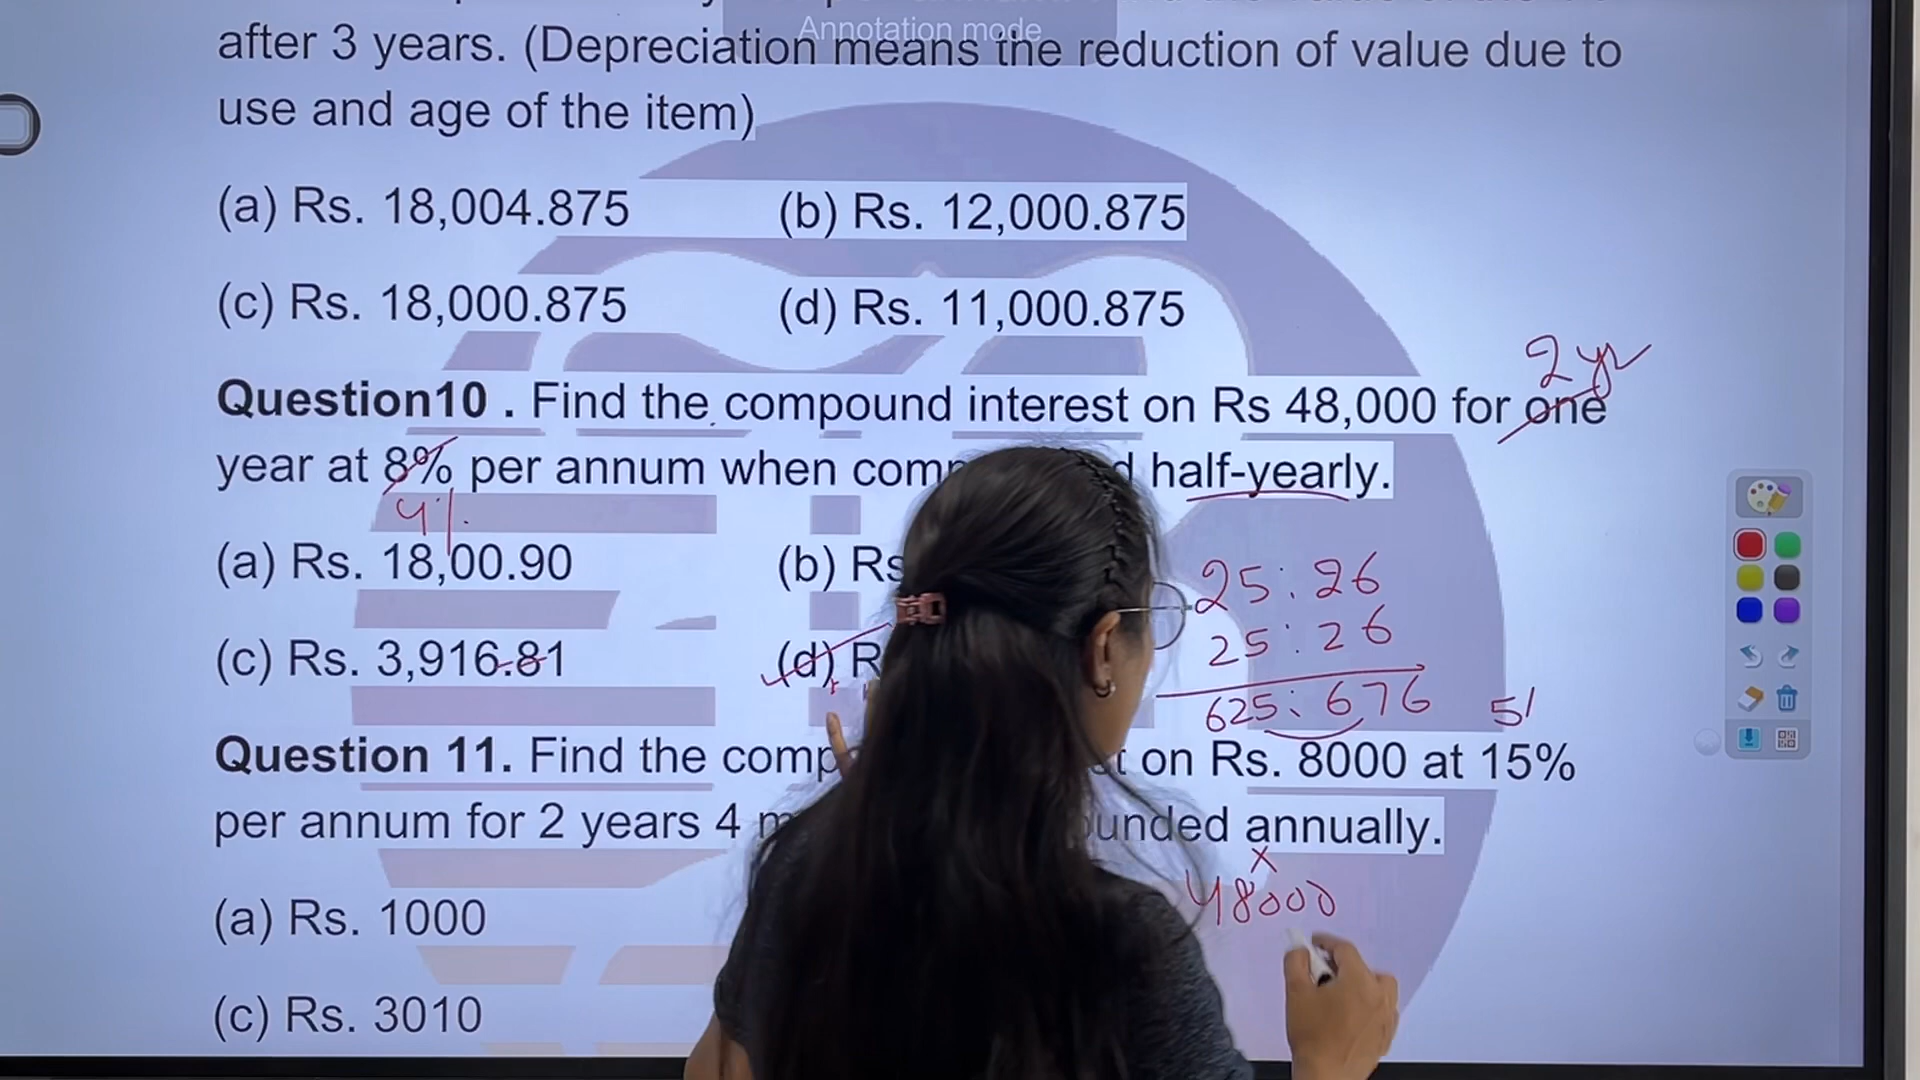 Annotation mode
after 3 years. (Depreciation means the reduction of value due to
use and age of the item)
(a) Rs. 18,004.875 (b) Rs. 12,000.875
(c) Rs. 18,000.875 (d) Rs. 11,000.875
2 yr
Question10 . Find the compound interest on Rs 48,000 for one
year at 8% per annum when half-yearly.
4%
(a) Rs. 18,00.90 (b) Rs
25: 26
25: 26
(c) Rs. 3,916.81 (d)
625: 676 51
Question 11. Find the on Rs. 8000 at 15%
per annum for 2 years 4 annually.
x
48000
(a) Rs. 1000
(c) Rs. 3010